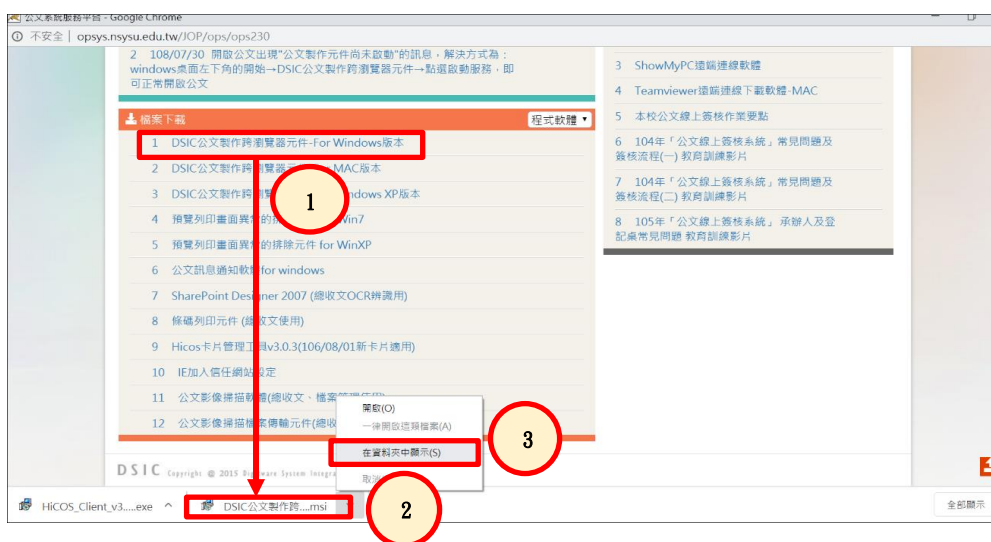 公文系統服務平台 - Google Chrome
不安全 | opsys.nsysu.edu.tw/JOP/ops/ops230
2 108/07/30 開啟公文出現"公文製作元件尚未啟動"的訊息，解決方式為：
windows桌面左下角的開始→DSIC公文製作跨瀏覽器元件→點選啟動服務，即
可正常開啟公文
檔案下載
程式軟體
1 DSIC公文製作跨瀏覽器元件-For Windows版本
2 DSIC公文製作跨瀏覽器元 MAC版本
3 DSIC公文製作跨 ndows XP版本
4 預覽列印畫面異 的 Win7
5 預覽列印畫面異 的排除元件 for WinXP
6 公文訊息通知軟 for windows
7 SharePoint Designer 2007 (總收文OCR辨識用)
8 條碼列印元件 (總收文使用)
9 Hicos卡片管理工具v3.0.3(106/08/01新卡片適用)
10 IE加入信任網站設定
11 公文影像掃描軟體(總收文、檔案管理使用)
12 公文影像掃描檔案傳輸元件(總收
3 ShowMyPC遠端連線軟體
4 Teamviewer遠端連線下載軟體-MAC
5 本校公文線上簽核作業要點
6 104年「公文線上簽核系統」常見問題及
簽核流程(一) 教育訓練影片
7 104年「公文線上簽核系統」常見問題及
簽核流程(二) 教育訓練影片
8 105年「公文線上簽核系統」承辦人及登
記桌常見問題 教育訓練影片
1
開啟(O)
一律開啟這類檔案(A)
在資料夾中顯示(S)
取消
3
DSIC Copyright @ 2015 Digiware System Integra
HiCOS_Client_v3.....exe
DSIC公文製作跨....msi
2
全部顯示